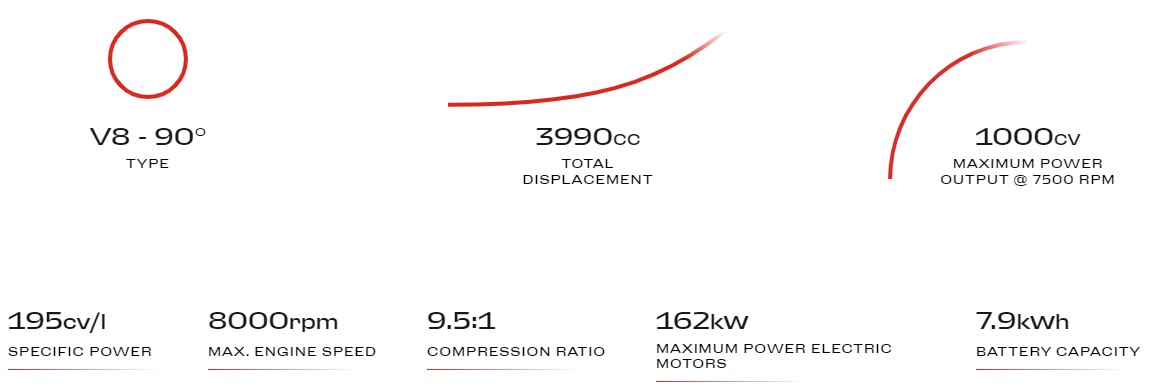 V8 - 90°
TYPE
3990cc
TOTAL
DISPLACEMENT
1000cv
MAXIMUM POWER
OUTPUT @ 7500 RPM
195cv/l
SPECIFIC POWER
8000rpm
MAX. ENGINE SPEED
9.5:1
COMPRESSION RATIO
162kW
MAXIMUM POWER ELECTRIC
MOTORS
7.9kWh
BATTERY CAPACITY